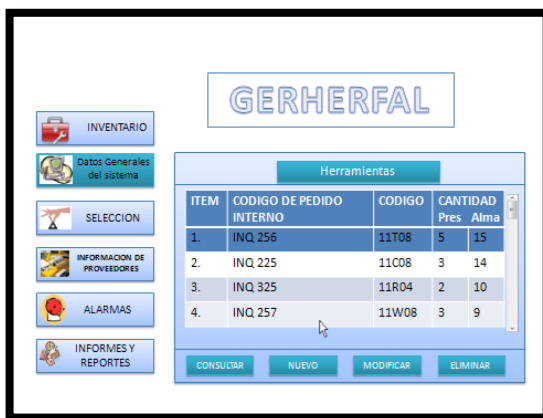 GERHERFAL
INVENTARIO
Datos Generales
del sistema
SELECCION
INFORMACION DE
PROVEEDORES
ALARMAS
INFORMES Y
REPORTES
Herramientas
ITEM CODIGO DE PEDIDO INTERNO CODIGO CANTIDAD Pres Alma
1. INQ 256 11T08 5 15
2. INQ 225 11C08 3 14
3. INQ 325 11R04 2 10
4. INQ 257 11W08 3 9
CONSULTAR NUEVO MODIFICAR ELIMINAR